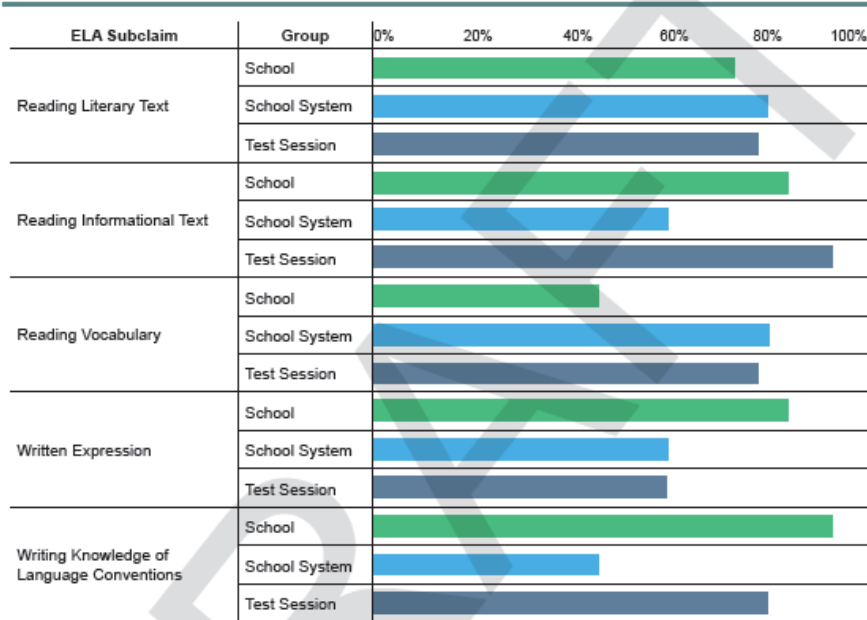 ELA Subclaim Group 0% 20% 40% 60% 80% 100%
School
Reading Literary Text School System
Test Session
School
Reading Informational Text School System
Test Session
School
Reading Vocabulary School System
Test Session
School
Written Expression School System
Test Session
School
Writing Knowledge of
Language Conventions
School System
Test Session
DRAFT